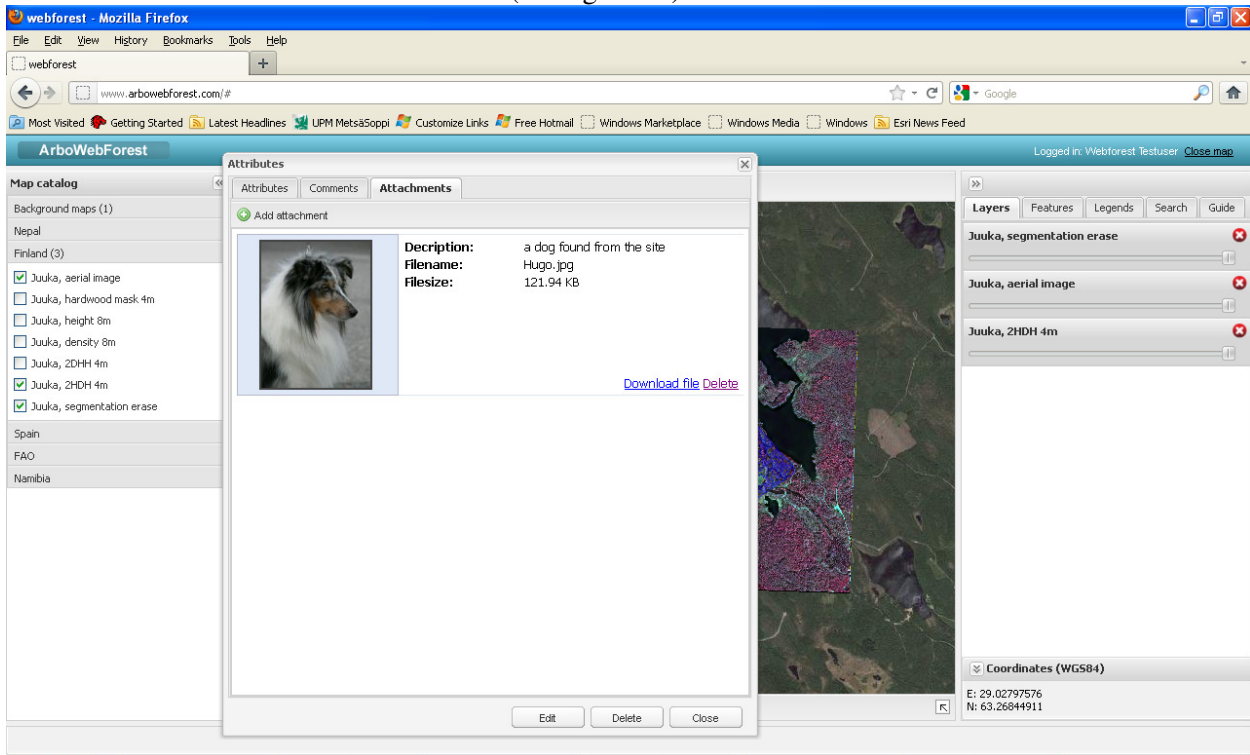 webforest - Mozilla Firefox
File Edit View History Bookmarks Tools Help
webforest
www.arbowebforest.com/#
Google
Most Visited Getting Started Latest Headlines UPM MetsäSoppi Customize Links Free Hotmail Windows Marketplace Windows Media Windows Esri News Feed
ArboWebForest
Logged in: Webforest Testuser Close map
Map catalog
Background maps (1)
Nepal
Finland (3)
Juuka, aerial image
Juuka, hardwood mask 4m
Juuka, height 8m
Juuka, density 8m
Juuka, 2DHH 4m
Juuka, 2HDH 4m
Juuka, segmentation erase
Spain
FAO
Namibia
Attributes
Attributes Comments Attachments
Add attachment
Decription: a dog found from the site
Filename: Hugo.jpg
Filesize: 121.94 KB
Download file Delete
Edit Delete Close
Layers Features Legends Search Guide
Juuka, segmentation erase
Juuka, aerial image
Juuka, 2HDH 4m
Coordinates (WGS84)
E: 29.02797576
N: 63.26844911